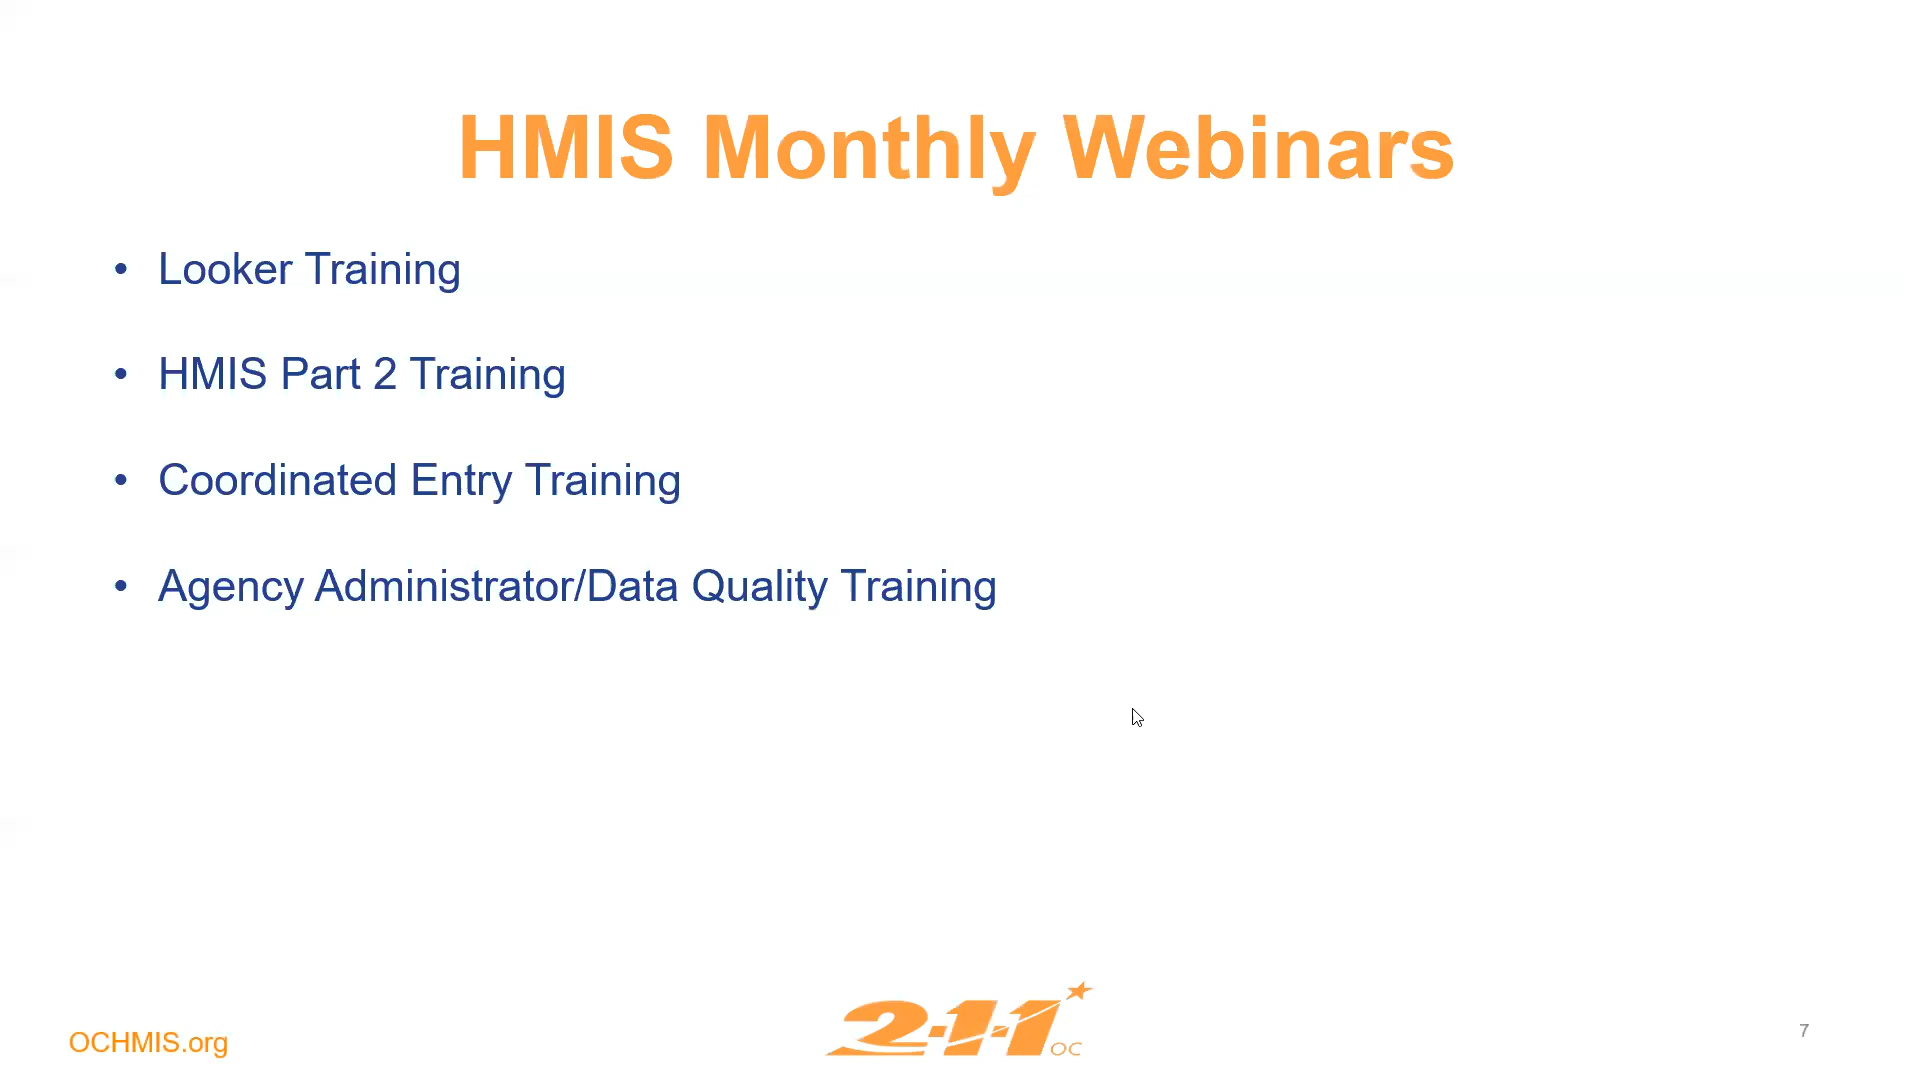 HMIS Monthly Webinars
• Looker Training
• HMIS Part 2 Training
• Coordinated Entry Training
• Agency Administrator/Data Quality Training
OCHMIS.org
2-1-1 OC
7